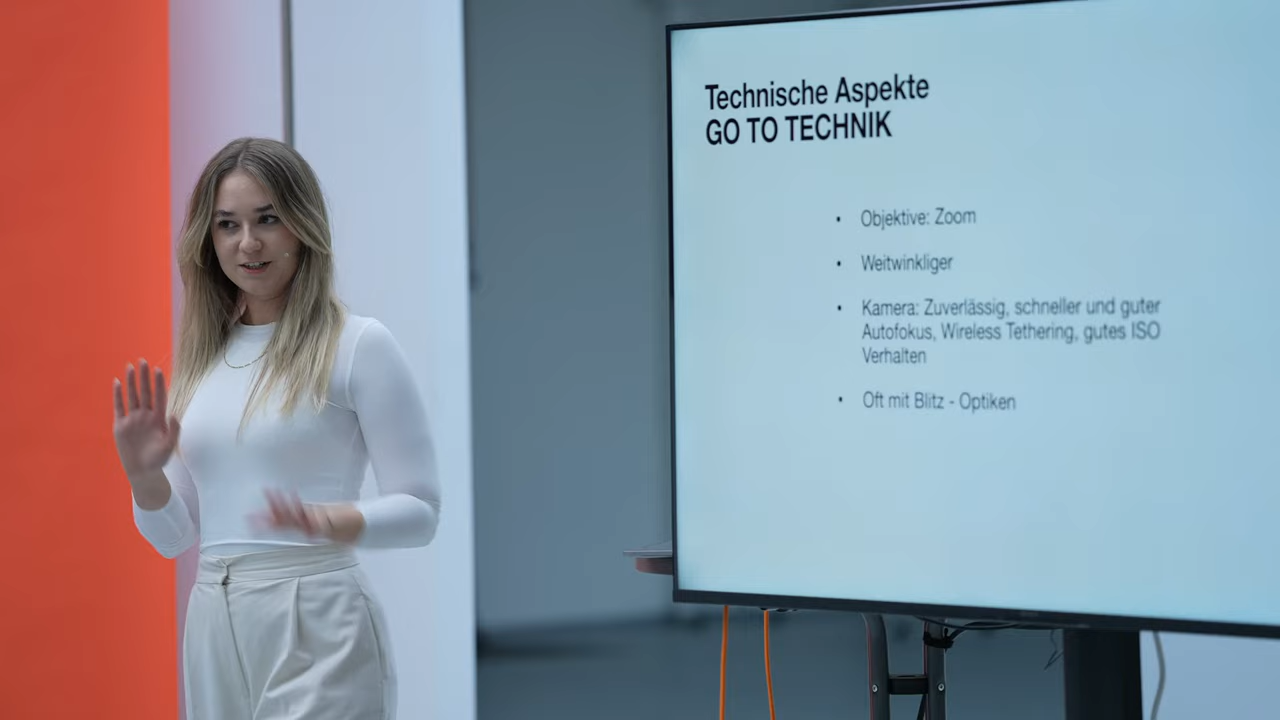 Technische Aspekte
GO TO TECHNIK
• Objektive: Zoom
• Weitwinkliger
• Kamera: Zuverlässig, schneller und guter
Autofokus, Wireless Tethering, gutes ISO
Verhalten
• Oft mit Blitz - Optiken